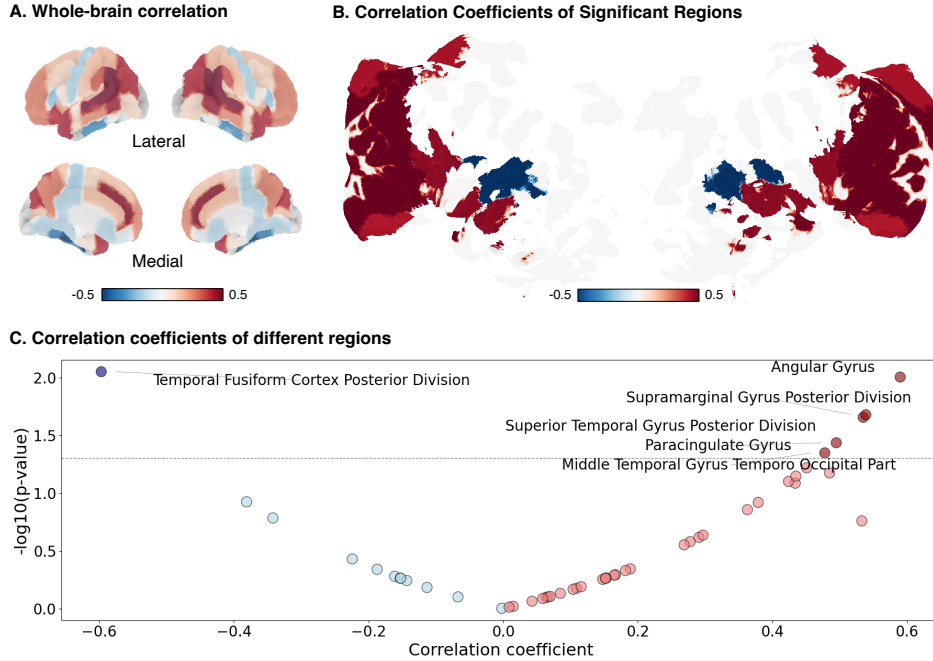 A. Whole-brain correlation
B. Correlation Coefficients of Significant Regions
Lateral
Medial
-0.5 0.5
-0.5 0.5
C. Correlation coefficients of different regions
Angular Gyrus
Temporal Fusiform Cortex Posterior Division
Supramarginal Gyrus Posterior Division
Superior Temporal Gyrus Posterior Division
Paracingulate Gyrus
Middle Temporal Gyrus Temporo Occipital Part
-log10(p-value)
2.0
1.5
1.0
0.5
0.0
−0.6 −0.4 −0.2 0.0 0.2 0.4 0.6
Correlation coefficient